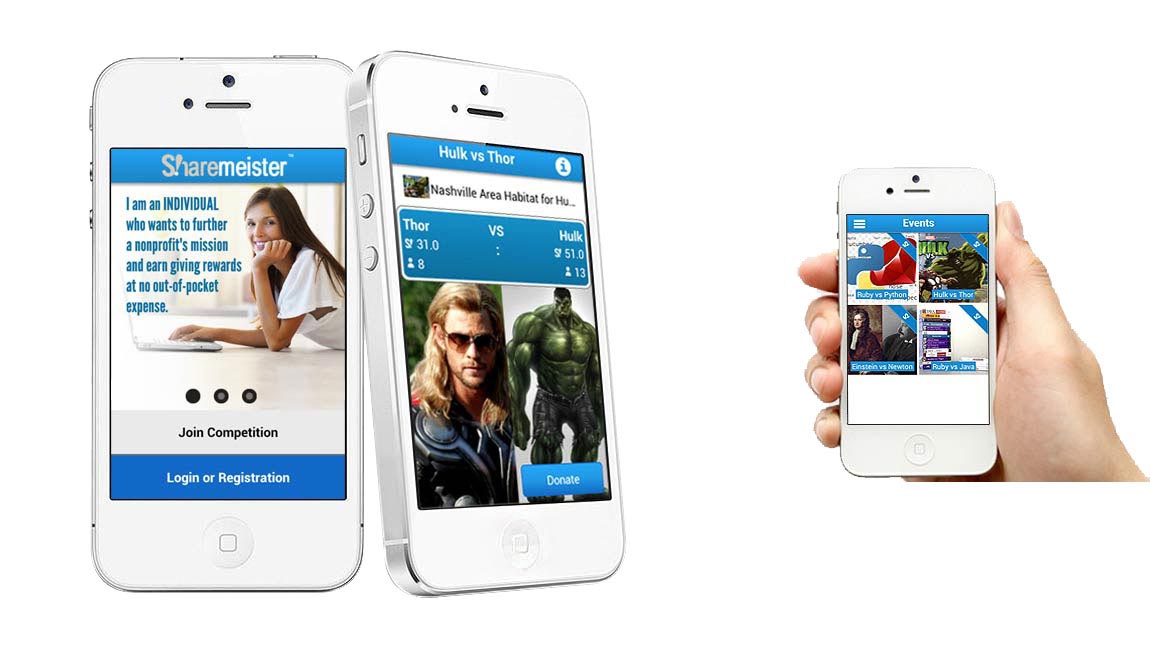 S!haremeister™
I am an INDIVIDUAL
who wants to further
a nonprofit's mission
and earn giving rewards
at no out-of-pocket
expense.
Join Competition
Login or Registration
Hulk vs Thor
i
Nashville Area Habitat for Hu...
Thor VS Hulk
31.0 : 51.0
8 13
Donate
Events
Ruby vs Python
Hulk vs Thor
Einstein vs Newton
Ruby vs Java